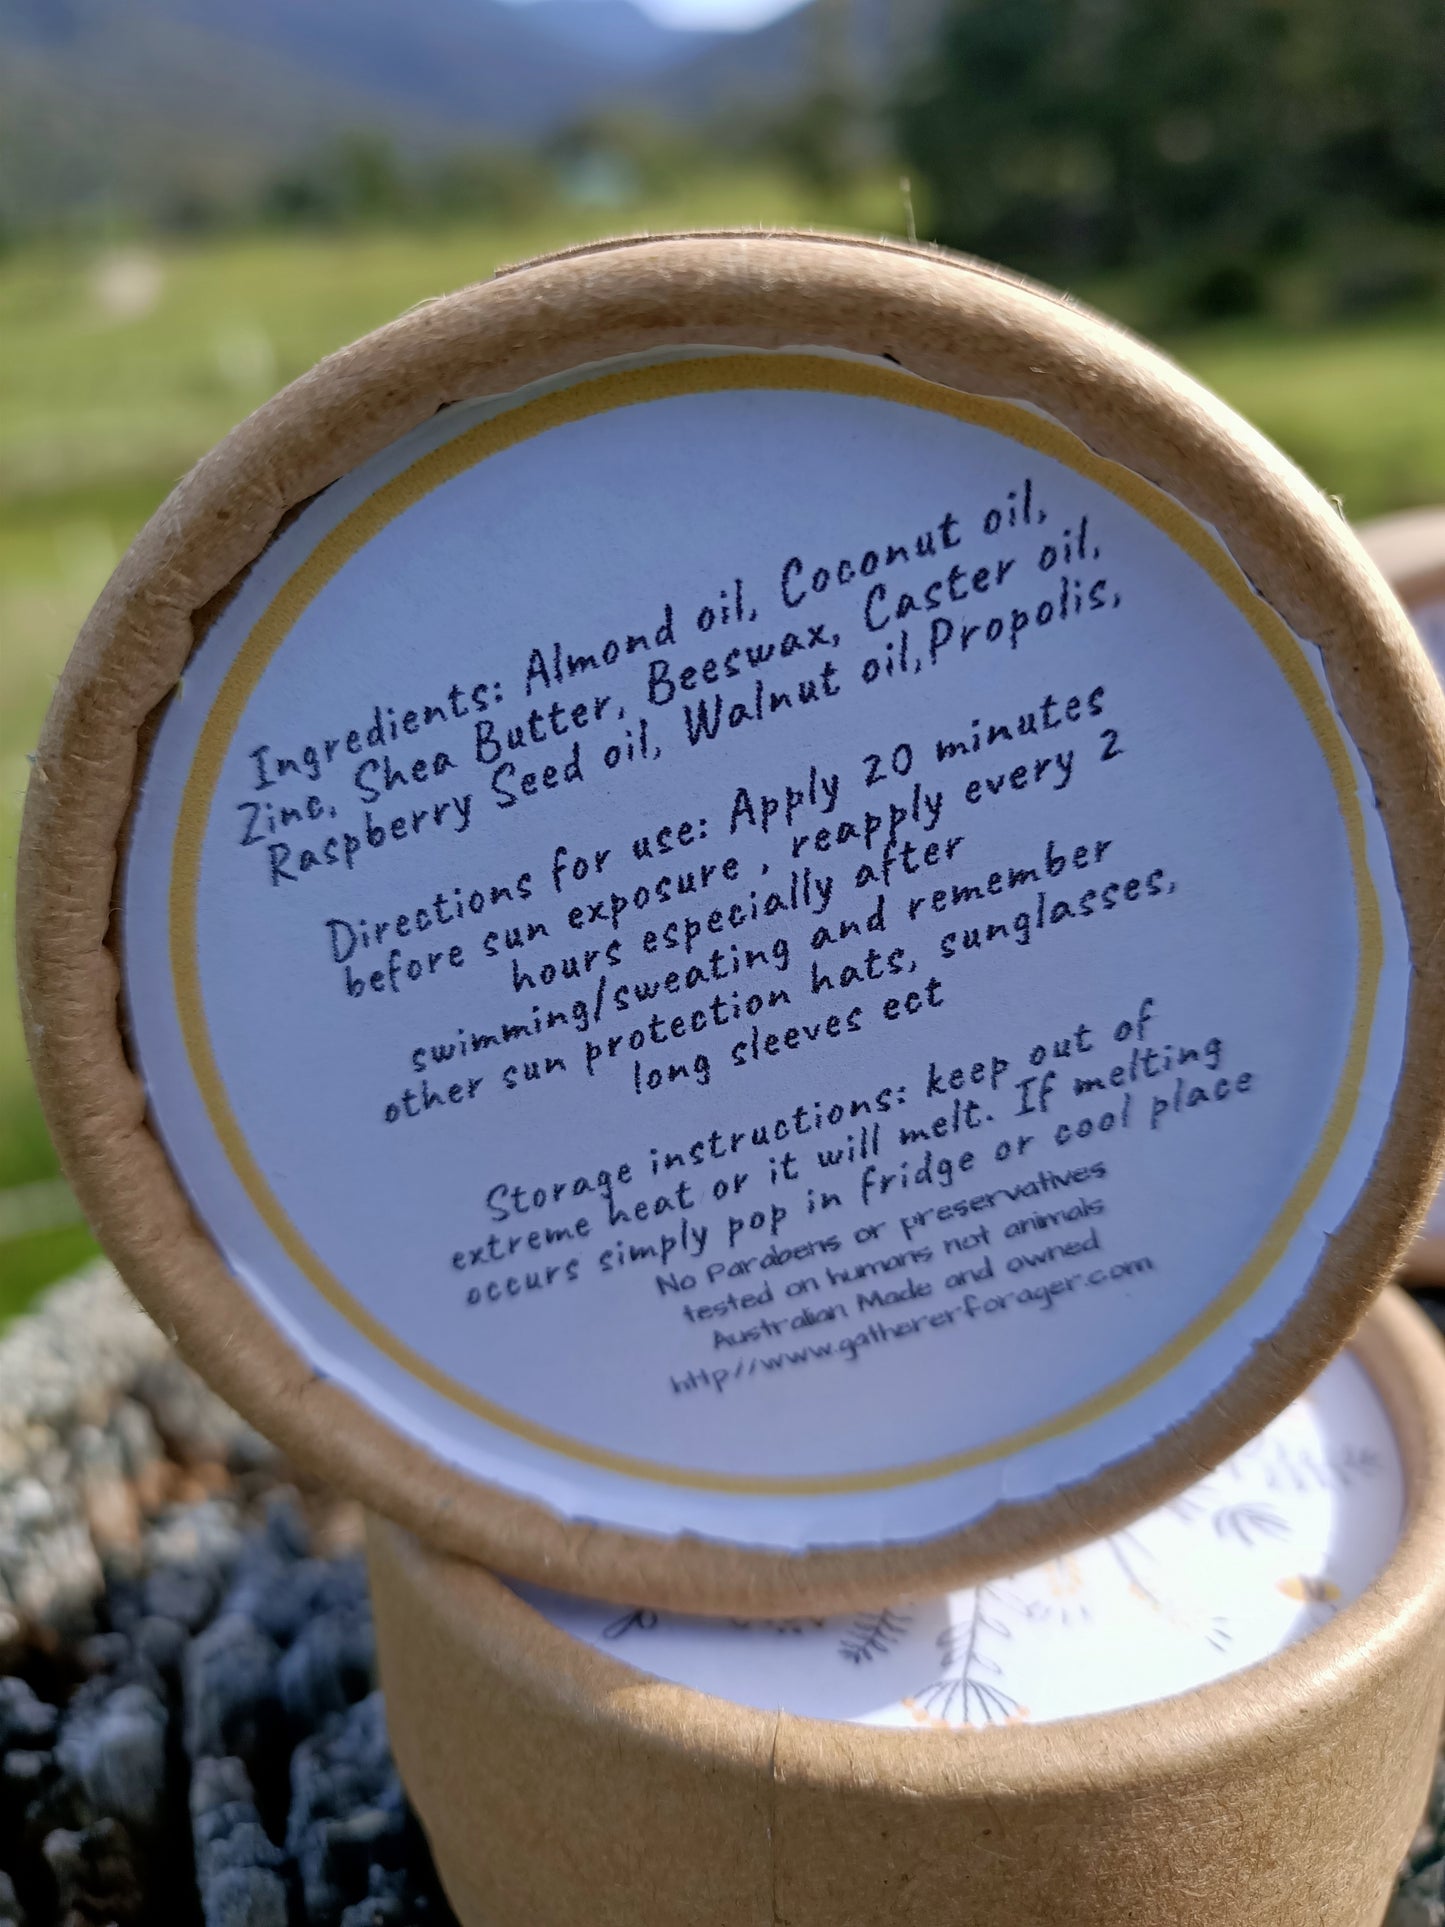 Ingredients: Almond oil, Coconut oil,
Zinc, Shea Butter, Beeswax, Caster oil,
Raspberry Seed oil, Walnut oil,Propolis,
Directions for use: Apply 20 minutes
before sun exposure , reapply every 2
hours especially after
swimming/sweating and remember
other sun protection hats, sunglasses,
long sleeves ect
Storage instructions: keep out of
extreme heat or it will melt. If melting
occurs simply pop in fridge or cool place
No Parabens or preservatives
tested on humans not animals
Australian Made and owned
http//www.gathererforager.com